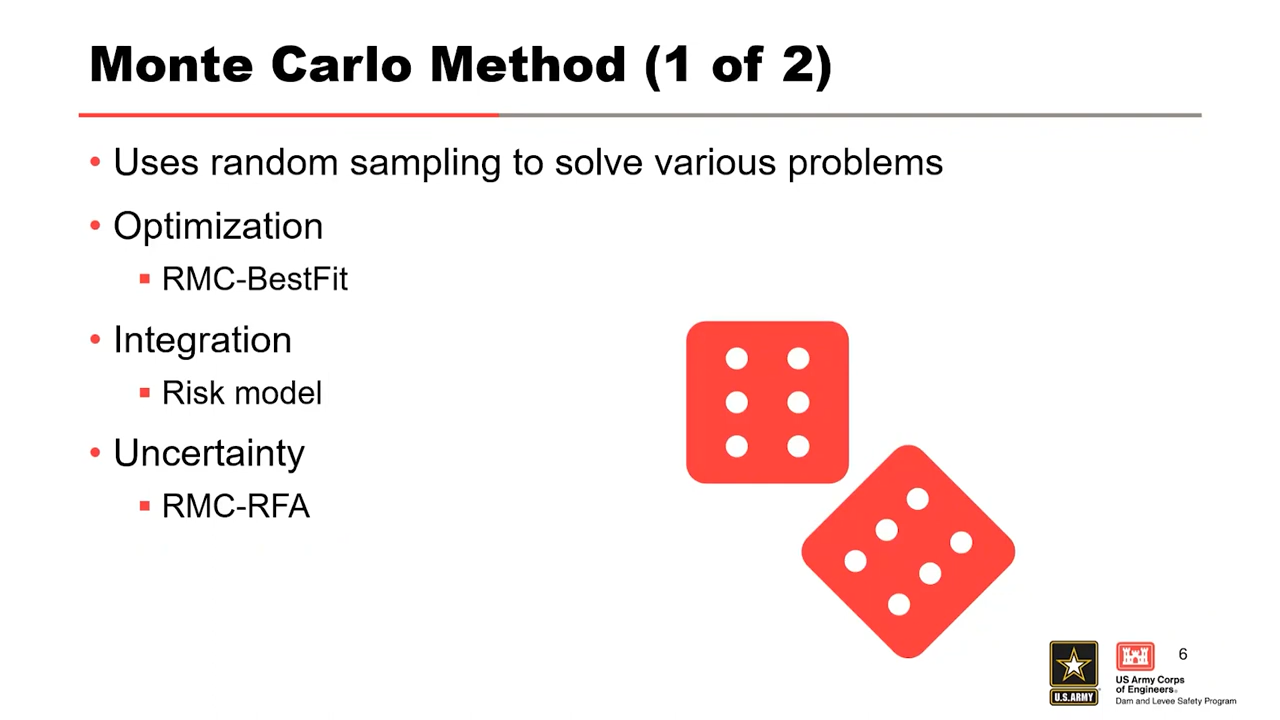 Monte Carlo Method (1 of 2)
• Uses random sampling to solve various problems
• Optimization
▪ RMC-BestFit
• Integration
▪ Risk model
• Uncertainty
▪ RMC-RFA
U.S.ARMY
US Army Corps
of Engineers®
Dam and Levee Safety Program
6